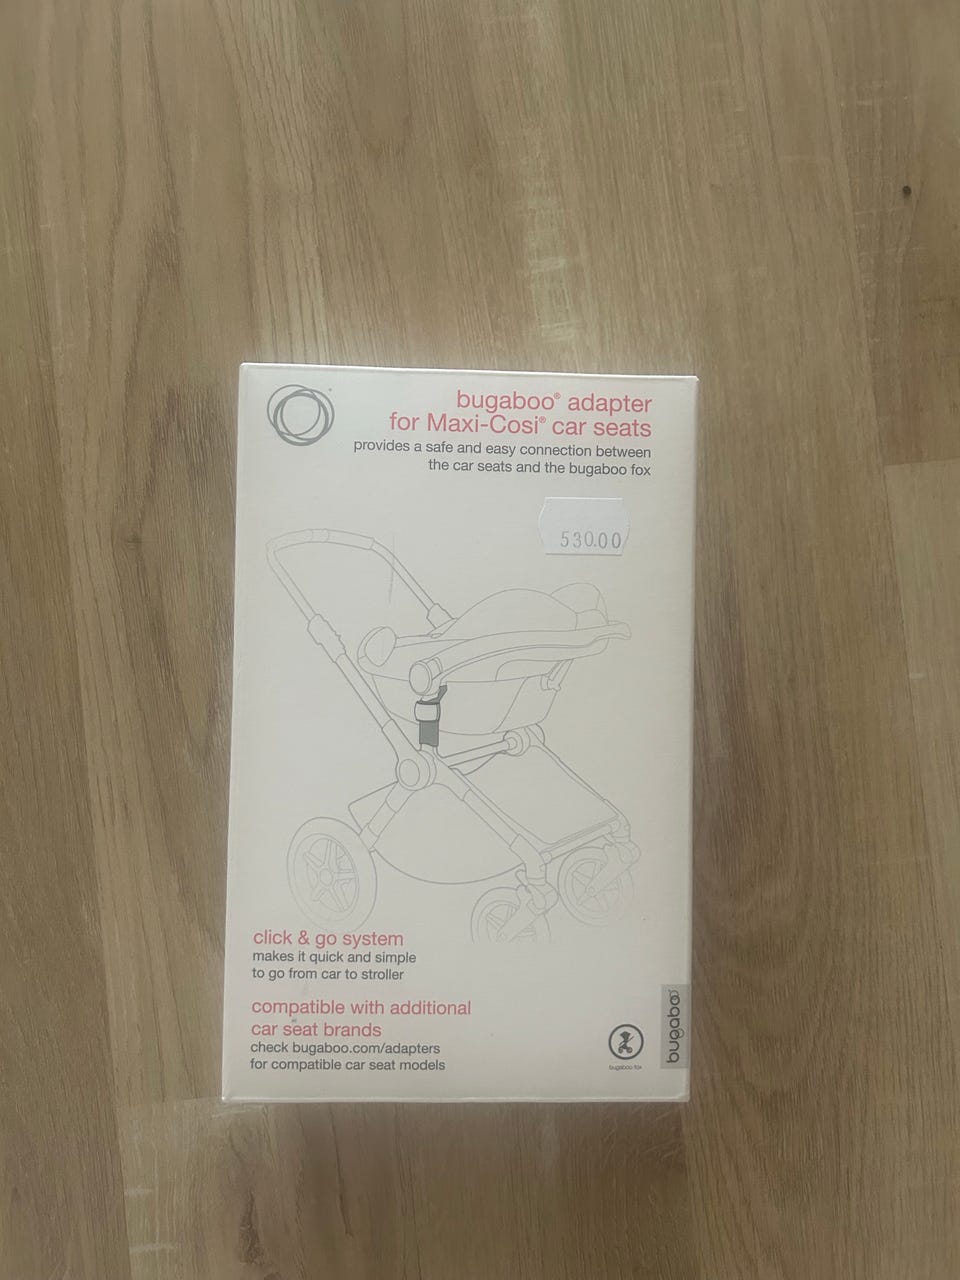 bugaboo® adapter
for Maxi-Cosi® car seats
provides a safe and easy connection between
the car seats and the bugaboo fox
530.00
click & go system
makes it quick and simple
to go from car to stroller
compatible with additional
car seat brands
check bugaboo.com/adapters
for compatible car seat models
bugaboo fox
bugaboo